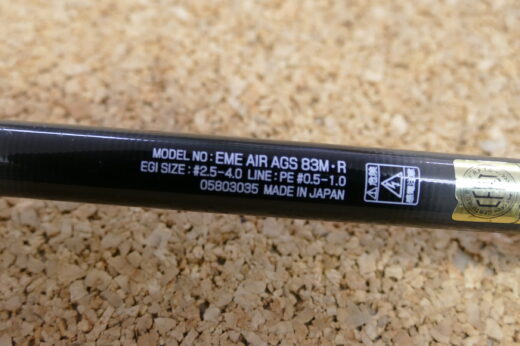 MODEL NO : EME AIR AGS 83M・R
EGI SIZE : #2.5-4.0 LINE : PE #0.5-1.0
05803035 MADE IN JAPAN